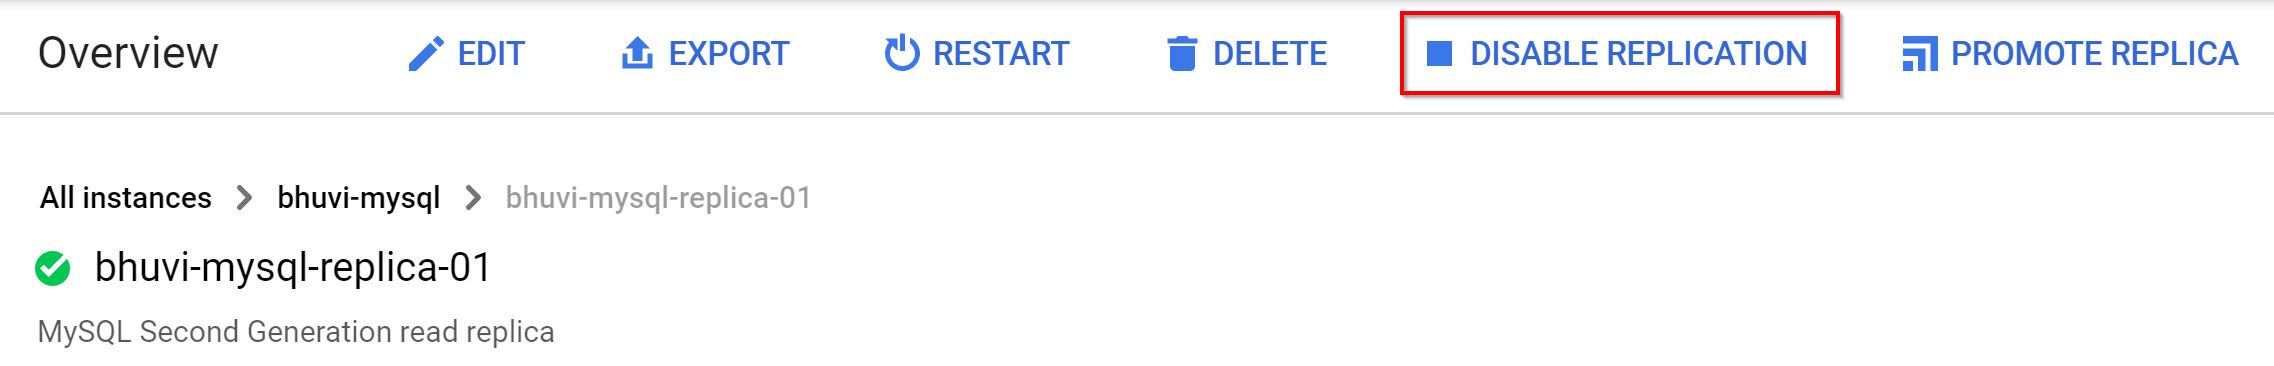 Overview EDIT EXPORT RESTART DELETE DISABLE REPLICATION PROMOTE REPLICA
All instances bhuvi-mysql bhuvi-mysql-replica-01
bhuvi-mysql-replica-01
MySQL Second Generation read replica